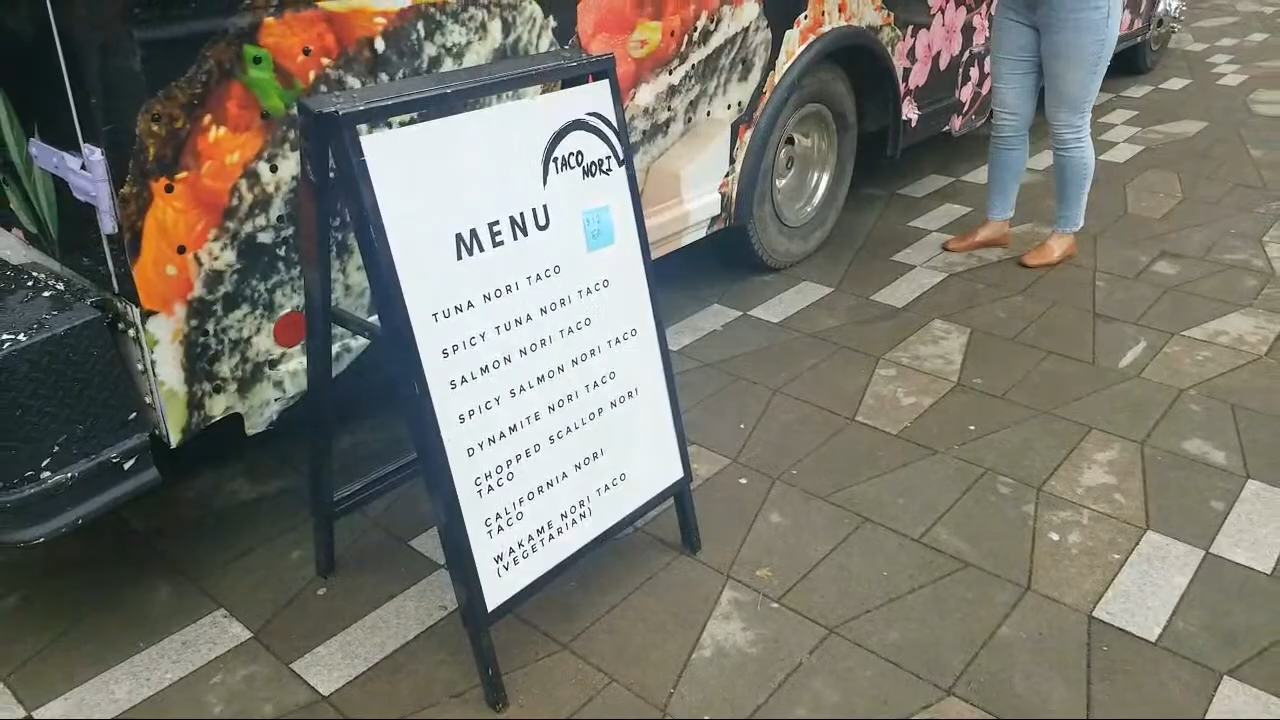 TACO
NORI
MENU
TUNA NORI TACO
SPICY TUNA NORI TACO
SALMON NORI TACO
SPICY SALMON NORI TACO
DYNAMITE NORI TACO
CHOPPED SCALLOP NORI
TACO
CALIFORNIA NORI
TACO
WAKAME NORI TACO
(VEGETARIAN)